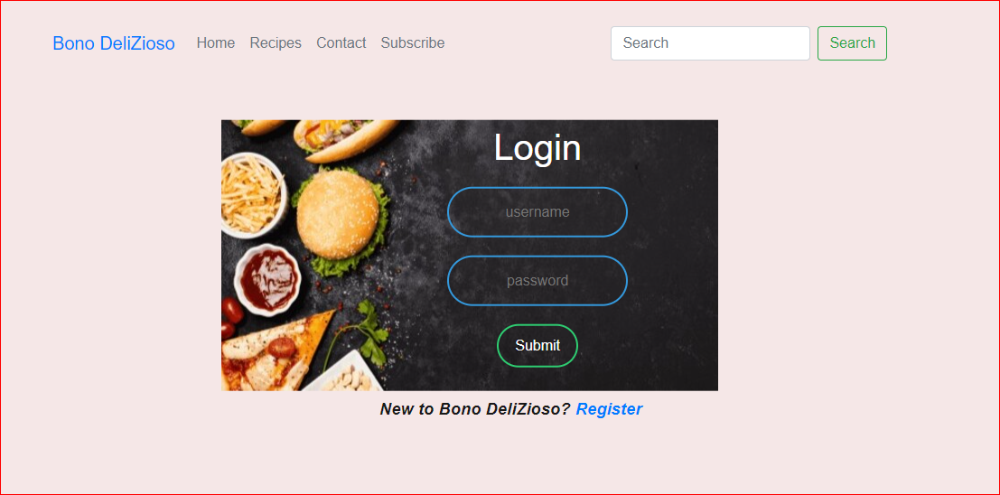 Bono DeliZioso Home Recipes Contact Subscribe Search Search
Login
username
password
Submit
New to Bono DeliZioso? Register